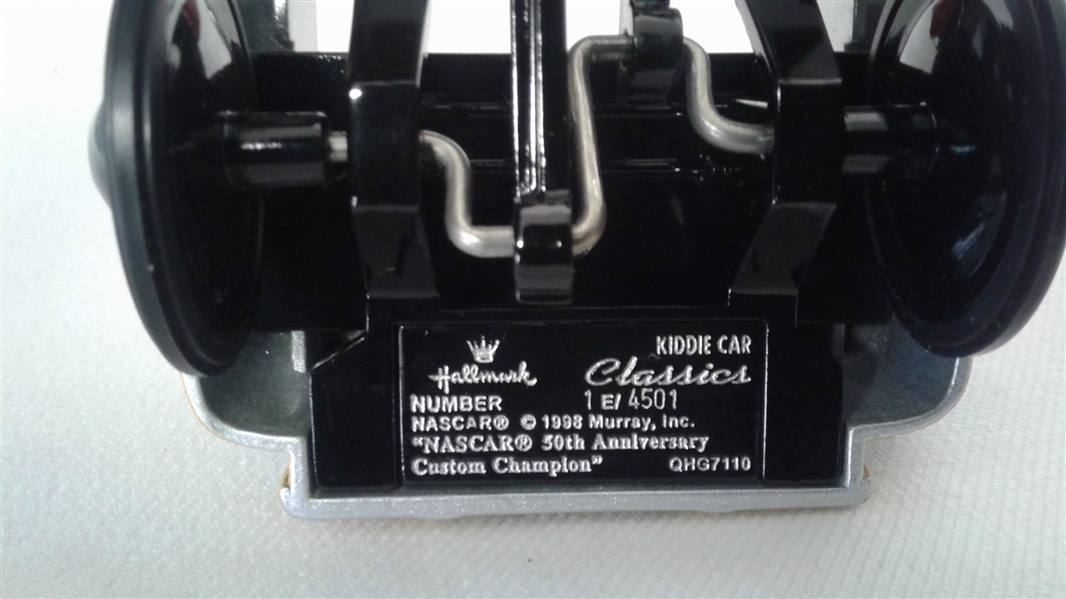 Hallmark
KIDDIE CAR
Classics
NUMBER 1 E/ 4501
NASCAR® © 1998 Murray, Inc.
"NASCAR® 50th Anniversary
Custom Champion" QHG7110